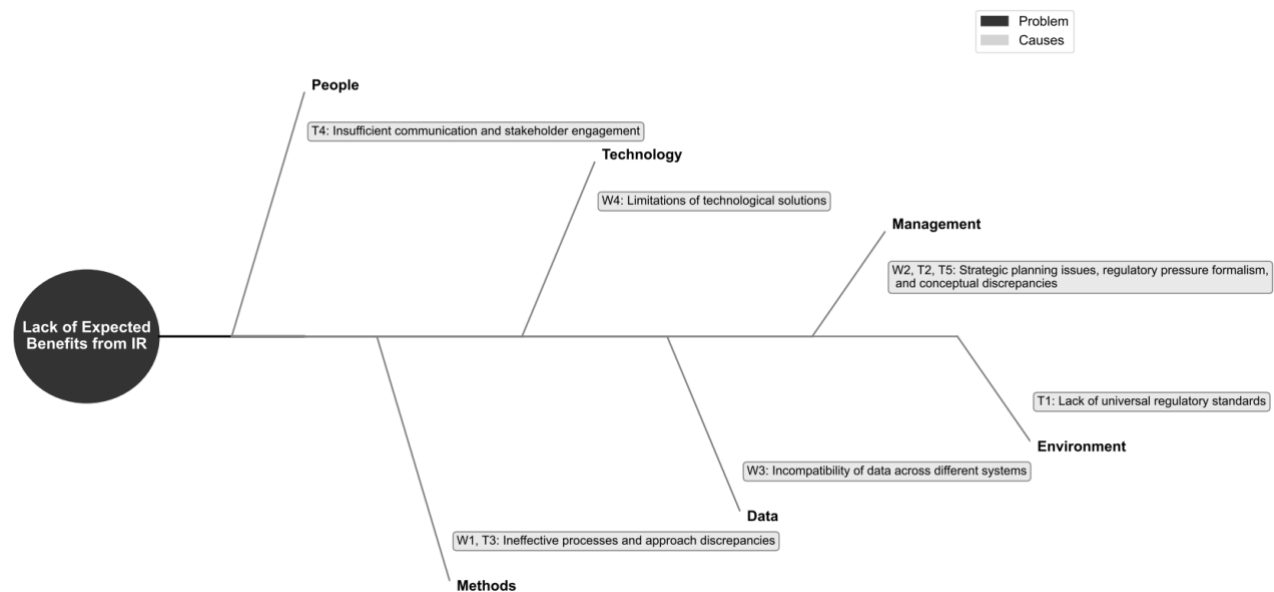 Problem
Causes
People
T4: Insufficient communication and stakeholder engagement
Technology
W4: Limitations of technological solutions
Management
W2, T2, T5: Strategic planning issues, regulatory pressure formalism,
and conceptual discrepancies
Lack of Expected
Benefits from IR
T1: Lack of universal regulatory standards
Environment
W3: Incompatibility of data across different systems
Data
W1, T3: Ineffective processes and approach discrepancies
Methods